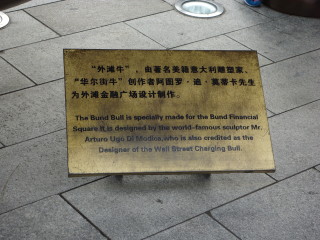 “外滩牛”，由著名美籍意大利雕塑家、
“华尔街牛”创作者阿图罗·迪·莫蒂卡先生
为外滩金融广场设计制作。
The Bund Bull is specially made for the Bund Financial
Square.It is designed by the world-famous sculptor Mr.
Arturo Ugo Di Modica,who is also credited as the
Designer of the Wall Street Charging Bull.